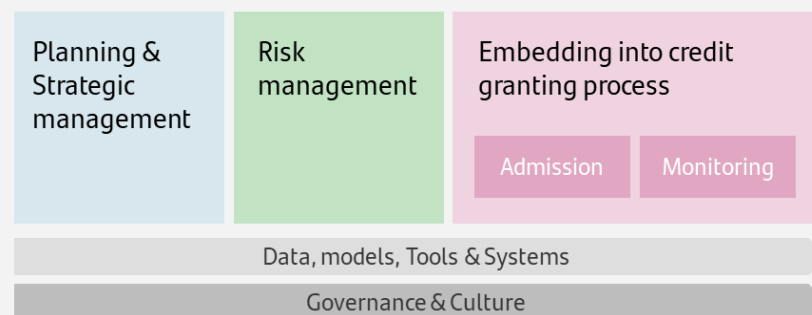 Planning &
Strategic
management
Risk
management
Embedding into credit
granting process
Admission
Monitoring
Data, models, Tools & Systems
Governance & Culture